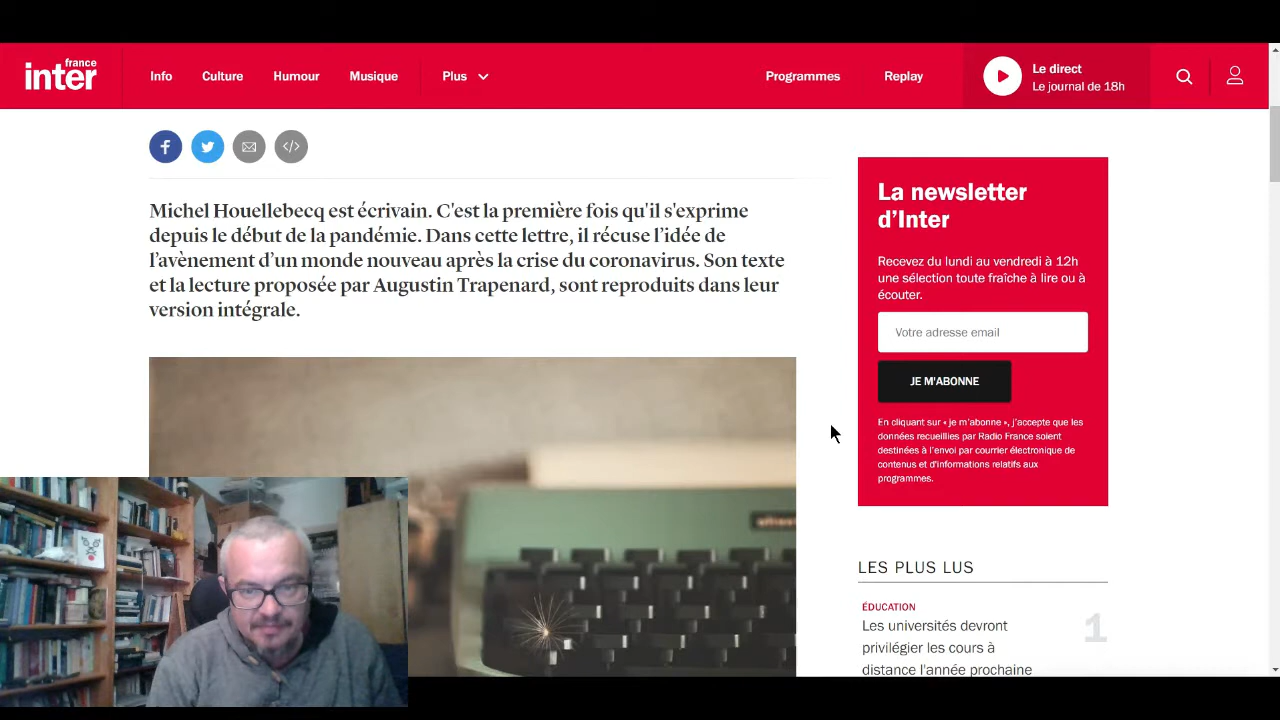 france
inter
Info
Culture
Humour
Musique
Plus
Programmes
Replay
Le direct
Le journal de 18h
Michel Houellebecq est écrivain. C'est la première fois qu'il s'exprime
depuis le début de la pandémie. Dans cette lettre, il récuse l’idée de
l’avènement d’un monde nouveau après la crise du coronavirus. Son texte
et la lecture proposée par Augustin Trapenard, sont reproduits dans leur
version intégrale.
La newsletter
d’Inter
Recevez du lundi au vendredi à 12h
une sélection toute fraîche à lire ou à
écouter.
Votre adresse email
JE M'ABONNE
En cliquant sur « je m’abonne », j’accepte que les
données recueillies par Radio France soient
destinées à l’envoi par courrier électronique de
contenus et d’informations relatifs aux
programmes.
LES PLUS LUS
ÉDUCATION
Les universités devront
privilégier les cours à
distance l'année prochaine
1